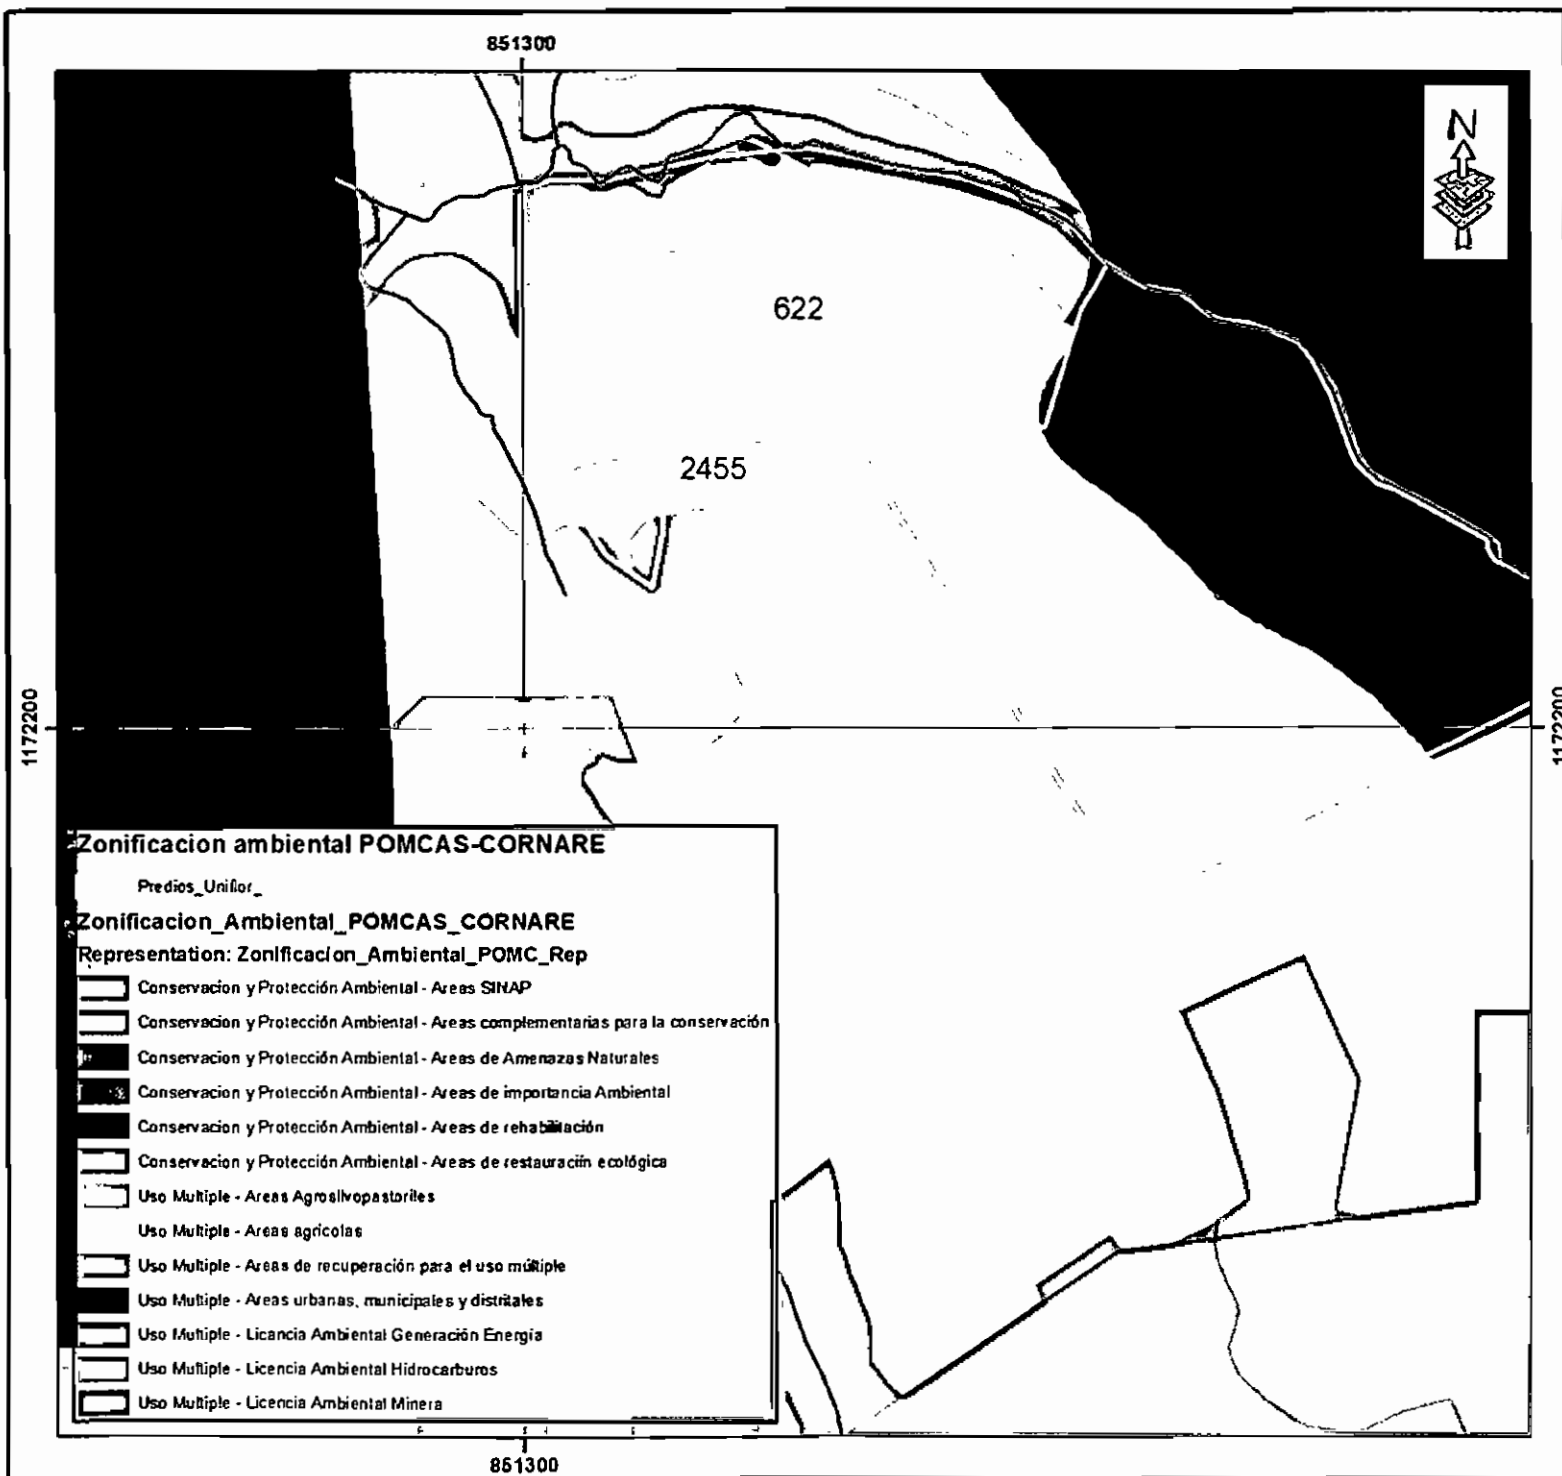 851300
N
622
2455
1172200
1172200
Zonificacion ambiental POMCAS-CORNARE
Predios_Uniflor_
Zonificacion_Ambiental_POMCAS_CORNARE
Representation: Zonificacion_Ambiental_POMC_Rep
Conservacion y Protección Ambiental - Areas SINAP
Conservacion y Protección Ambiental - Areas complementarias para la conservación
Conservacion y Protección Ambiental - Areas de Amenazas Naturales
Conservacion y Protección Ambiental - Areas de importancia Ambiental
Conservacion y Protección Ambiental - Areas de rehabilitación
Conservacion y Protección Ambiental - Areas de restauración ecológica
Uso Multiple - Areas Agrosilvopastoriles
Uso Multiple - Areas agricolas
Uso Multiple - Areas de recuperación para el uso múltiple
Uso Multiple - Areas urbanas, municipales y distritales
Uso Multiple - Licencia Ambiental Generación Energia
Uso Multiple - Licencia Ambiental Hidrocarburos
Uso Multiple - Licencia Ambiental Minera
851300